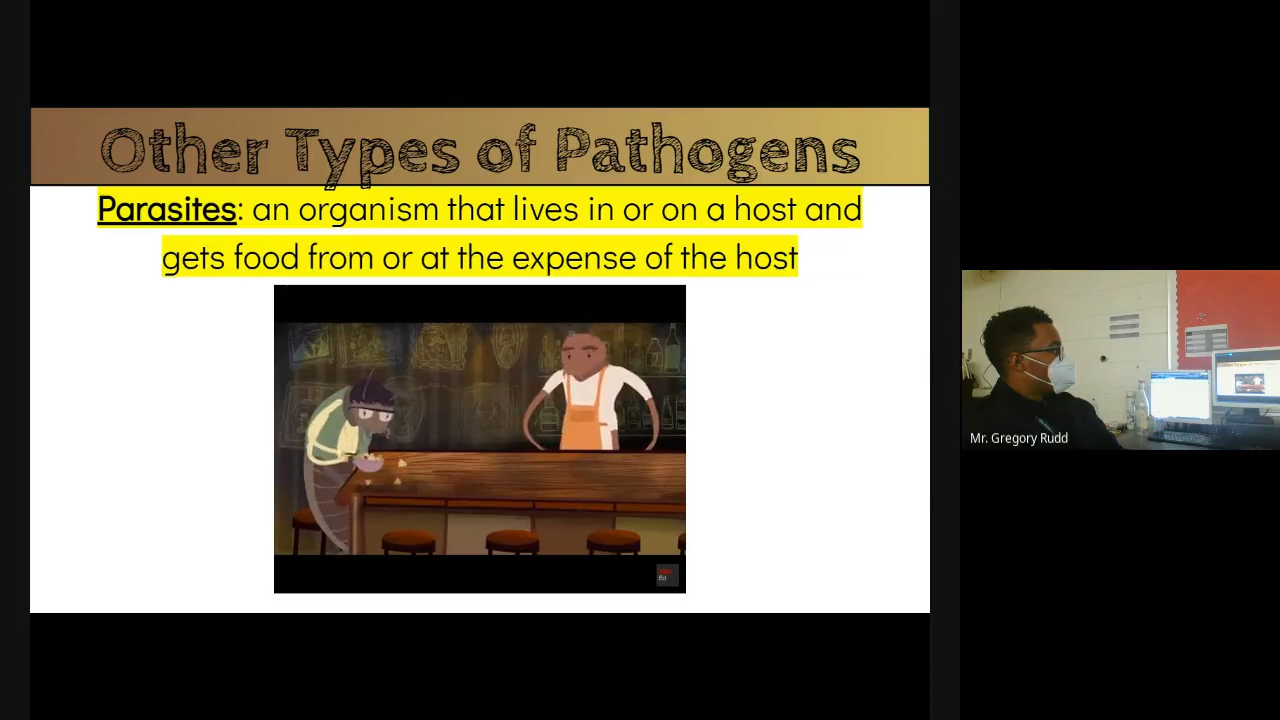 Other Types of Pathogens
Parasites: an organism that lives in or on a host and
gets food from or at the expense of the host
Mr. Gregory Rudd